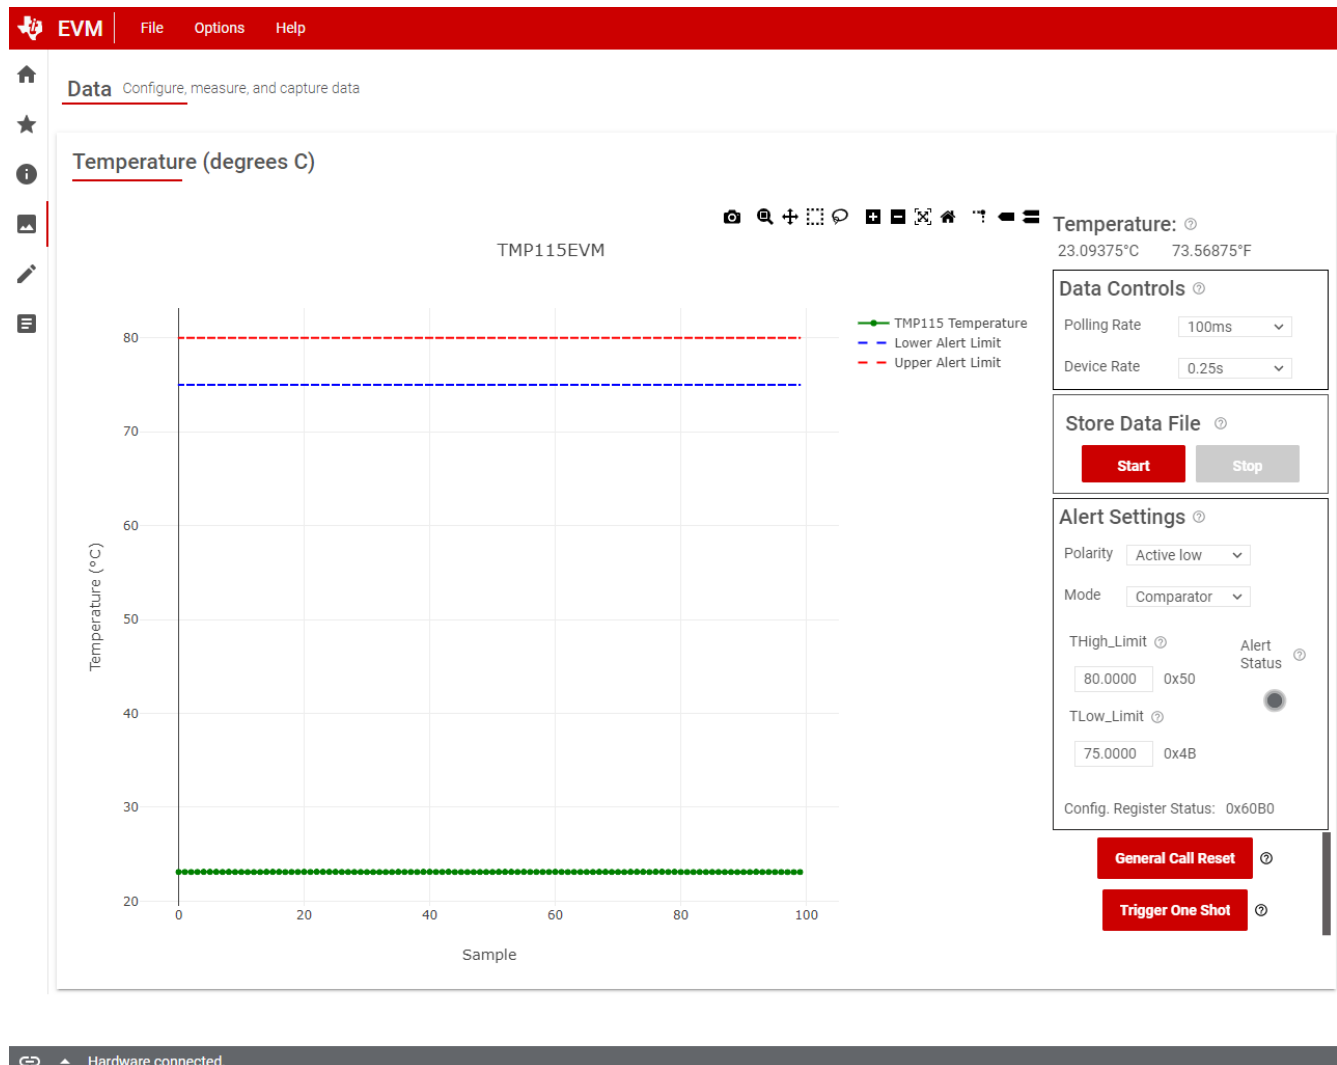 EVM File Options Help
Data Configure, measure, and capture data
Temperature (degrees C)
TMP115EVM
80
70
60
50
40
30
20
Temperature (°C)
0 20 40 60 80 100
Sample
TMP115 Temperature
Lower Alert Limit
Upper Alert Limit
Temperature:
23.09375°C 73.56875°F
Data Controls
Polling Rate 100ms
Device Rate 0.25s
Store Data File
Start Stop
Alert Settings
Polarity Active low
Mode Comparator
THigh_Limit
Alert
Status
80.0000 0x50
TLow_Limit
75.0000 0x4B
Config. Register Status: 0x60B0
General Call Reset
Trigger One Shot
Hardware connected